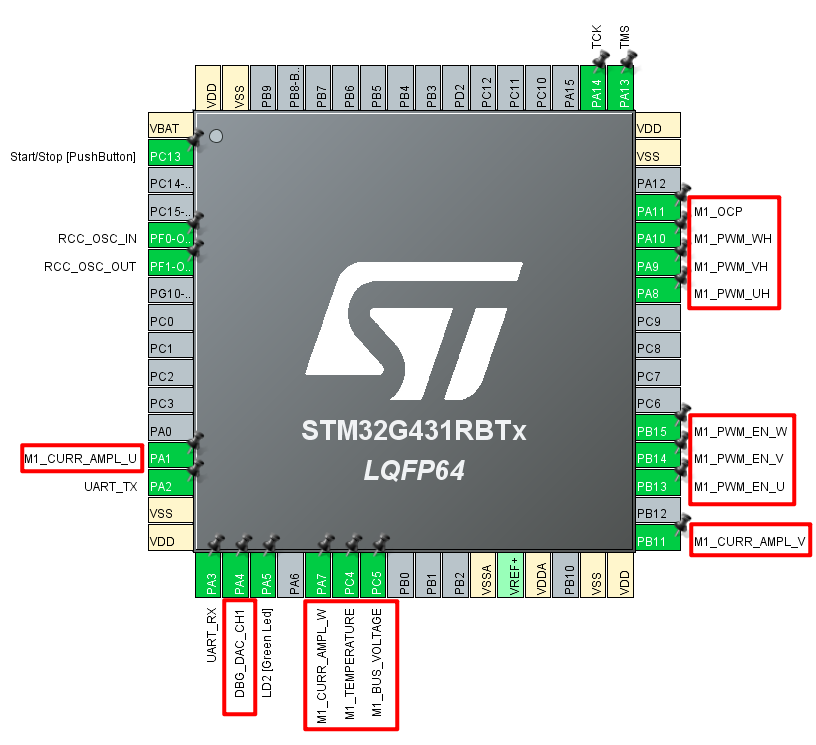 TCK
TMS
VDD
VSS
PB9
PB8-B..
PB7
PB6
PB5
PB4
PB3
PD2
PC12
PC11
PC10
PA15
PA14
PA13
VBAT
Start/Stop [PushButton]
PC13
PC14-..
PC15-..
RCC_OSC_IN
PF0-O..
RCC_OSC_OUT
PF1-O..
PG10-..
PC0
PC1
PC2
PC3
PA0
M1_CURR_AMPL_U
PA1
UART_TX
PA2
VSS
VDD
ST
STM32G431RBTx
LQFP64
VDD
VSS
PA12
PA11
M1_OCP
PA10
M1_PWM_WH
PA9
M1_PWM_VH
PA8
M1_PWM_UH
PC9
PC8
PC7
PC6
PB15
M1_PWM_EN_W
PB14
M1_PWM_EN_V
PB13
M1_PWM_EN_U
PB12
PB11
M1_CURR_AMPL_V
PA3
PA4
PA5
PA6
PA7
PC4
PC5
PB0
PB1
PB2
VSSA
VREF+
VDDA
PB10
VSS
VDD
UART_RX
DBG_DAC_CH1
LD2 [Green Led]
M1_CURR_AMPL_W
M1_TEMPERATURE
M1_BUS_VOLTAGE